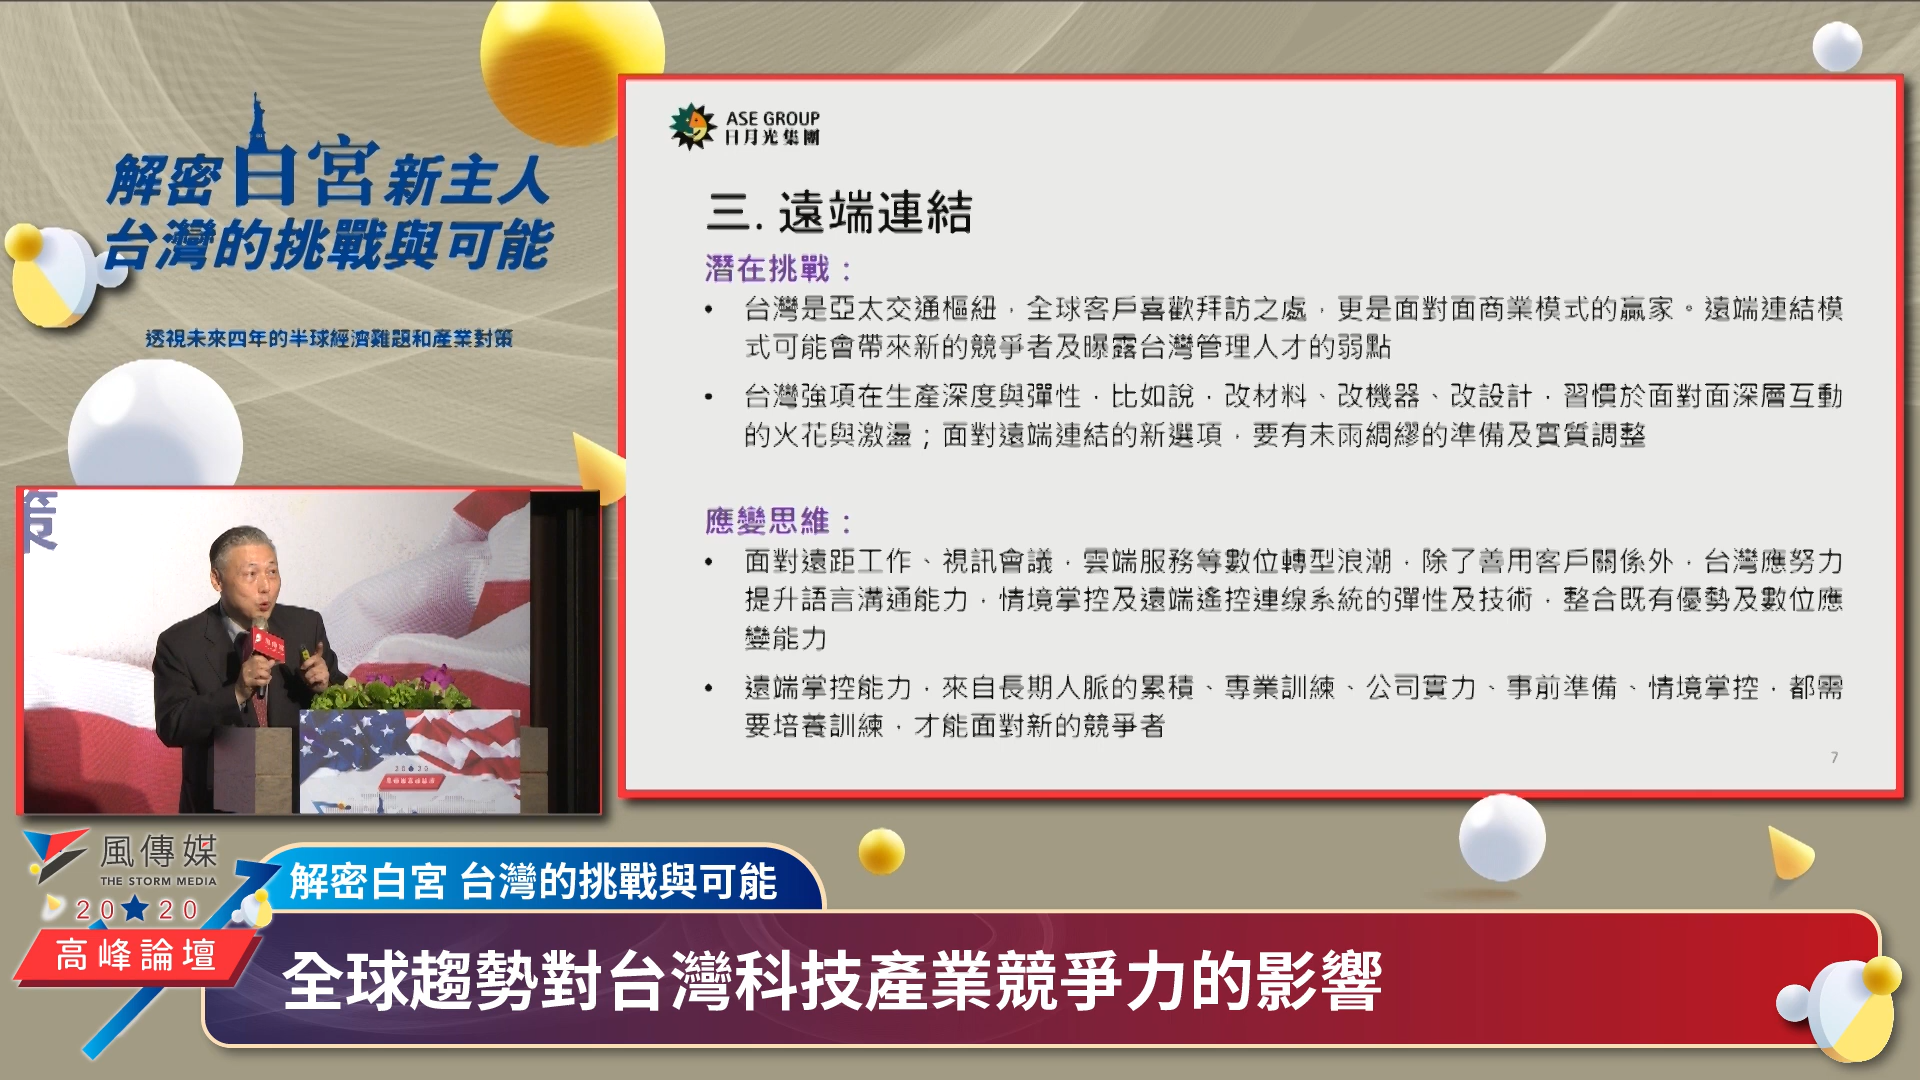 解密白宮新主人
台灣的挑戰與可能
透視未來四年的半球經濟難題和產業對策
ASE GROUP
日月光集團
三. 遠端連結
潛在挑戰：
• 台灣是亞太交通樞紐，全球客戶喜歡拜訪之處，更是面對面商業模式的贏家。遠端連結模
式可能會帶來新的競爭者及曝露台灣管理人才的弱點
• 台灣強項在生產深度與彈性，比如說，改材料、改機器、改設計，習慣於面對面深層互動
的火花與激盪；面對遠端連結的新選項，要有未雨綢繆的準備及實質調整
應變思維：
• 面對遠距工作、視訊會議，雲端服務等數位轉型浪潮，除了善用客戶關係外，台灣應努力
提升語言溝通能力，情境掌控及遠端遙控連線系統的彈性及技術，整合既有優勢及數位應
變能力
• 遠端掌控能力，來自長期人脈的累積、專業訓練、公司實力、事前準備、情境掌控，都需
要培養訓練，才能面對新的競爭者
7
策
風傳媒
THE STORM MEDIA
20★20
高峰論壇
解密白宮 台灣的挑戰與可能
全球趨勢對台灣科技產業競爭力的影響